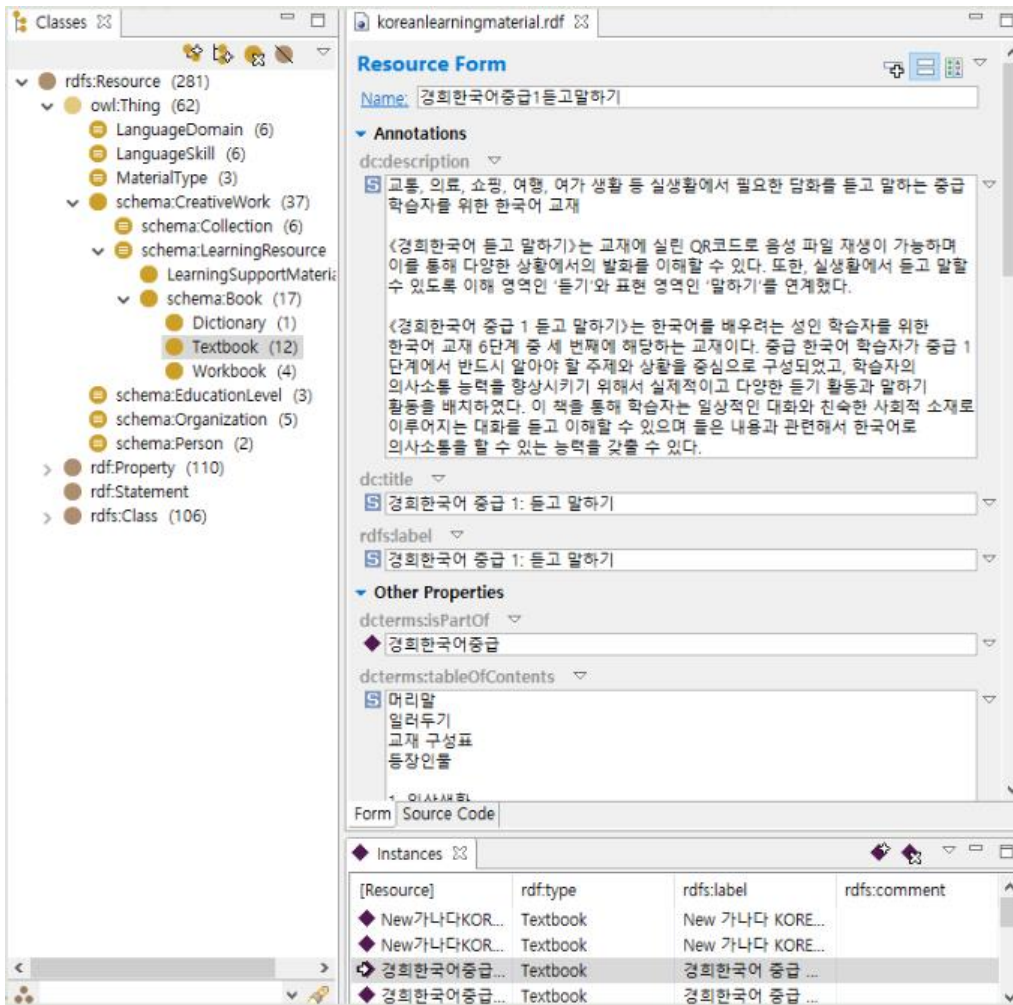 Classes
rdfs:Resource (281)
owl:Thing (62)
LanguageDomain (6)
LanguageSkill (6)
MaterialType (3)
schema:CreativeWork (37)
schema:Collection (6)
schema:LearningResource
LearningSupportMateria
schema:Book (17)
Dictionary (1)
Textbook (12)
Workbook (4)
schema:EducationLevel (3)
schema:Organization (5)
schema:Person (2)
rdf:Property (110)
rdf:Statement
rdfs:Class (106)
koreanlearningmaterial.rdf
Resource Form
Name: 경희한국어중급1듣고말하기
Annotations
dc:description
교통, 의료, 쇼핑, 여행, 여가 생활 등 실생활에서 필요한 담화를 듣고 말하는 중급
학습자를 위한 한국어 교재
《경희한국어 듣고 말하기》는 교재에 실린 QR코드로 음성 파일 재생이 가능하며
이를 통해 다양한 상황에서의 발화를 이해할 수 있다. 또한, 실생활에서 듣고 말할
수 있도록 이해 영역인 '듣기'와 표현 영역인 '말하기'를 연계했다.
《경희한국어 중급 1 듣고 말하기》는 한국어를 배우려는 성인 학습자를 위한
한국어 교재 6단계 중 세 번째에 해당하는 교재이다. 중급 한국어 학습자가 중급 1
단계에서 반드시 알아야 할 주제와 상황을 중심으로 구성되었고, 학습자의
의사소통 능력을 향상시키기 위해서 실제적이고 다양한 듣기 활동과 말하기
활동을 배치하였다. 이 책을 통해 학습자는 일상적인 대화와 친숙한 사회적 소재로
이루어지는 대화를 듣고 이해할 수 있으며 들은 내용과 관련해서 한국어로
의사소통을 할 수 있는 능력을 갖출 수 있다.
dc:title
경희한국어 중급 1: 듣고 말하기
rdfs:label
경희한국어 중급 1: 듣고 말하기
Other Properties
dcterms:isPartOf
경희한국어중급
dcterms:tableOfContents
머리말
일러두기
교재 구성표
등장인물
1. 일상생활
Form Source Code
Instances
[Resource] rdf:type rdfs:label rdfs:comment
New가나다KOR... Textbook New 가나다 KORE...
New가나다KOR... Textbook New 가나다 KORE...
경희한국어중급... Textbook 경희한국어 중급 ...
경희한국어중급... Textbook 경희한국어 중급 ...